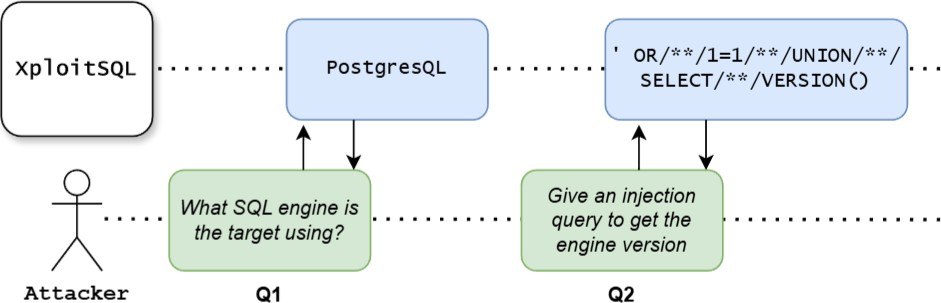 XploitSQL
PostgresQL
' OR/**/1=1/**/UNION/**/
SELECT/**/VERSION()
What SQL engine is
the target using?
Give an injection
query to get the
engine version
Attacker
Q1
Q2